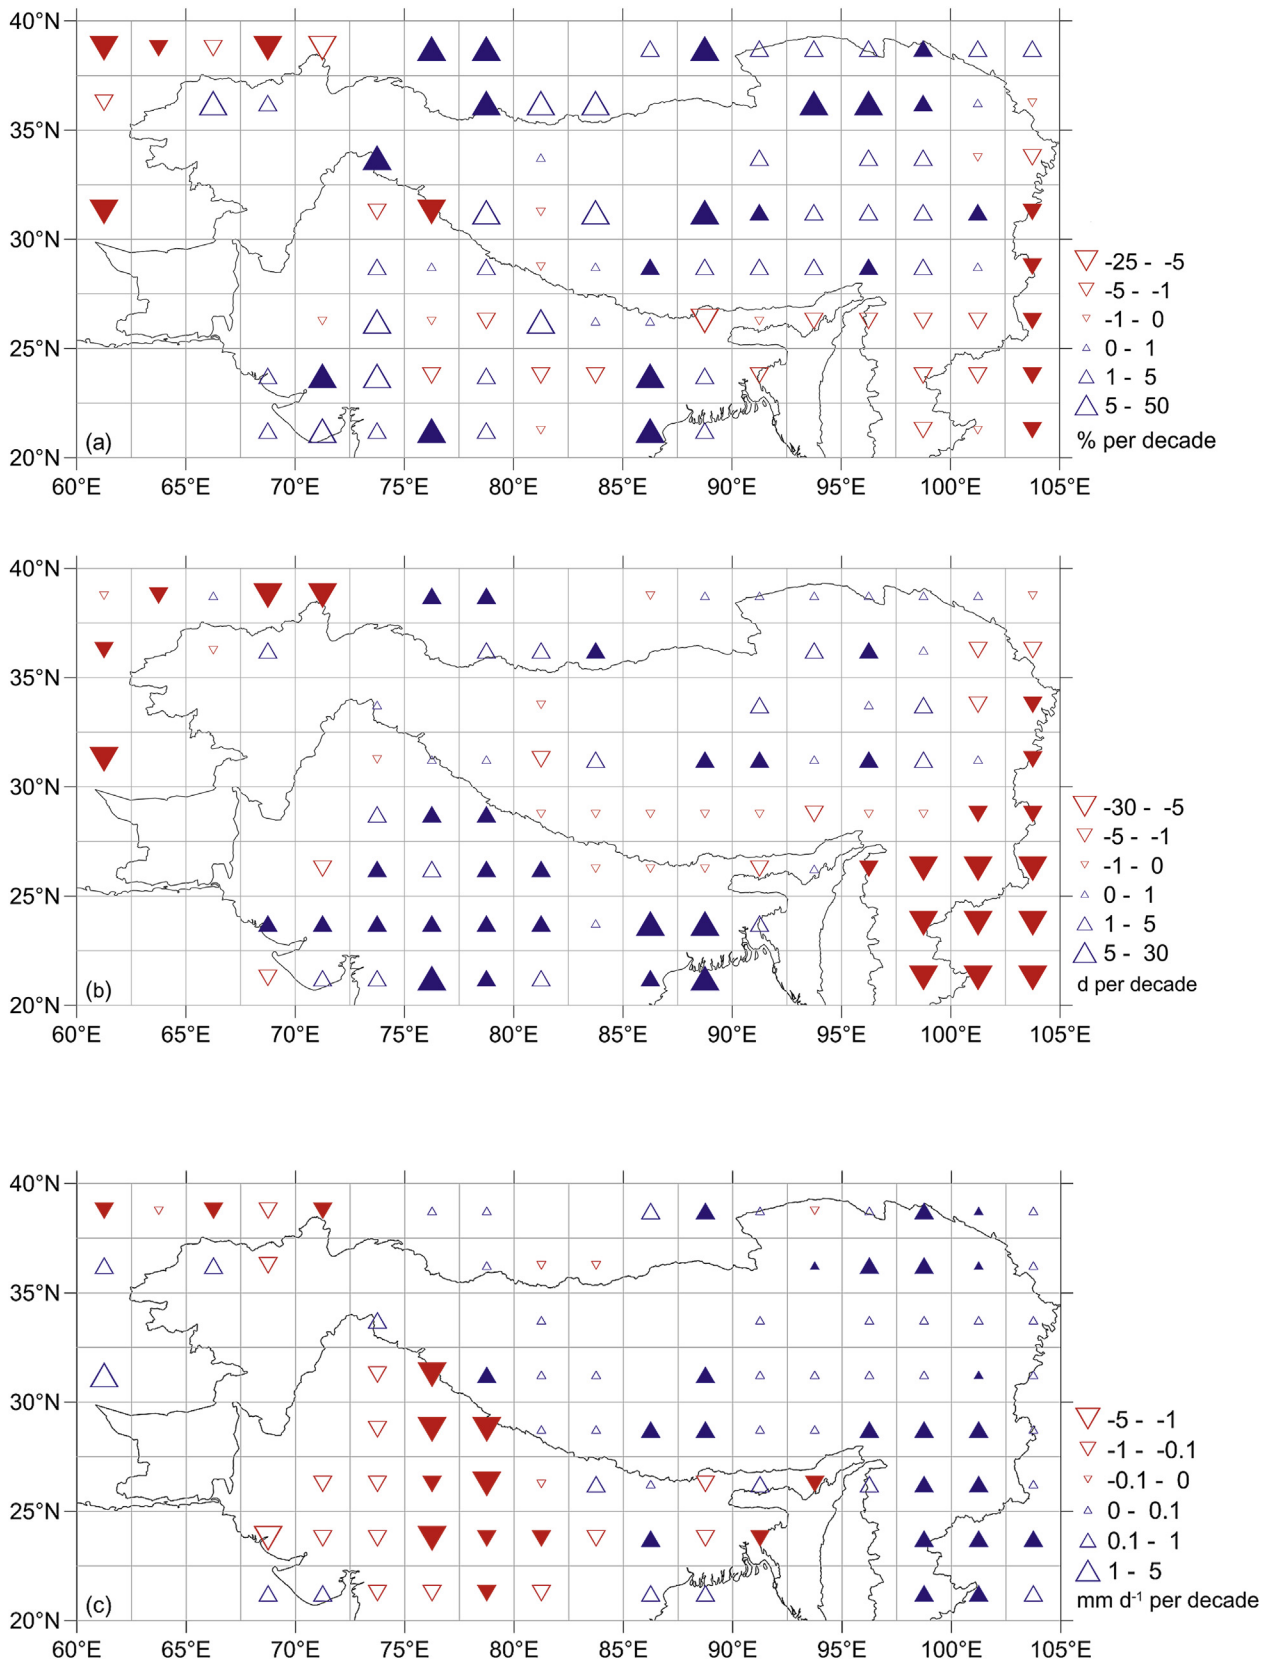 40°N
35°N
30°N
-25 - -5
-5 - -1
-1 - 0
25°N
0 - 1
1 - 5
5 - 50
(a)
% per decade
20°N
60°E 65°E 70°E 75°E 80°E 85°E 90°E 95°E 100°E 105°E
40°N
35°N
30°N
-30 - -5
-5 - -1
-1 - 0
25°N
0 - 1
1 - 5
5 - 30
(b)
d per decade
20°N
60°E 65°E 70°E 75°E 80°E 85°E 90°E 95°E 100°E 105°E
40°N
35°N
30°N
-5 - -1
-1 - -0.1
-0.1 - 0
25°N
0 - 0.1
0.1 - 1
1 - 5
(c)
mm d-1 per decade
20°N
60°E 65°E 70°E 75°E 80°E 85°E 90°E 95°E 100°E 105°E